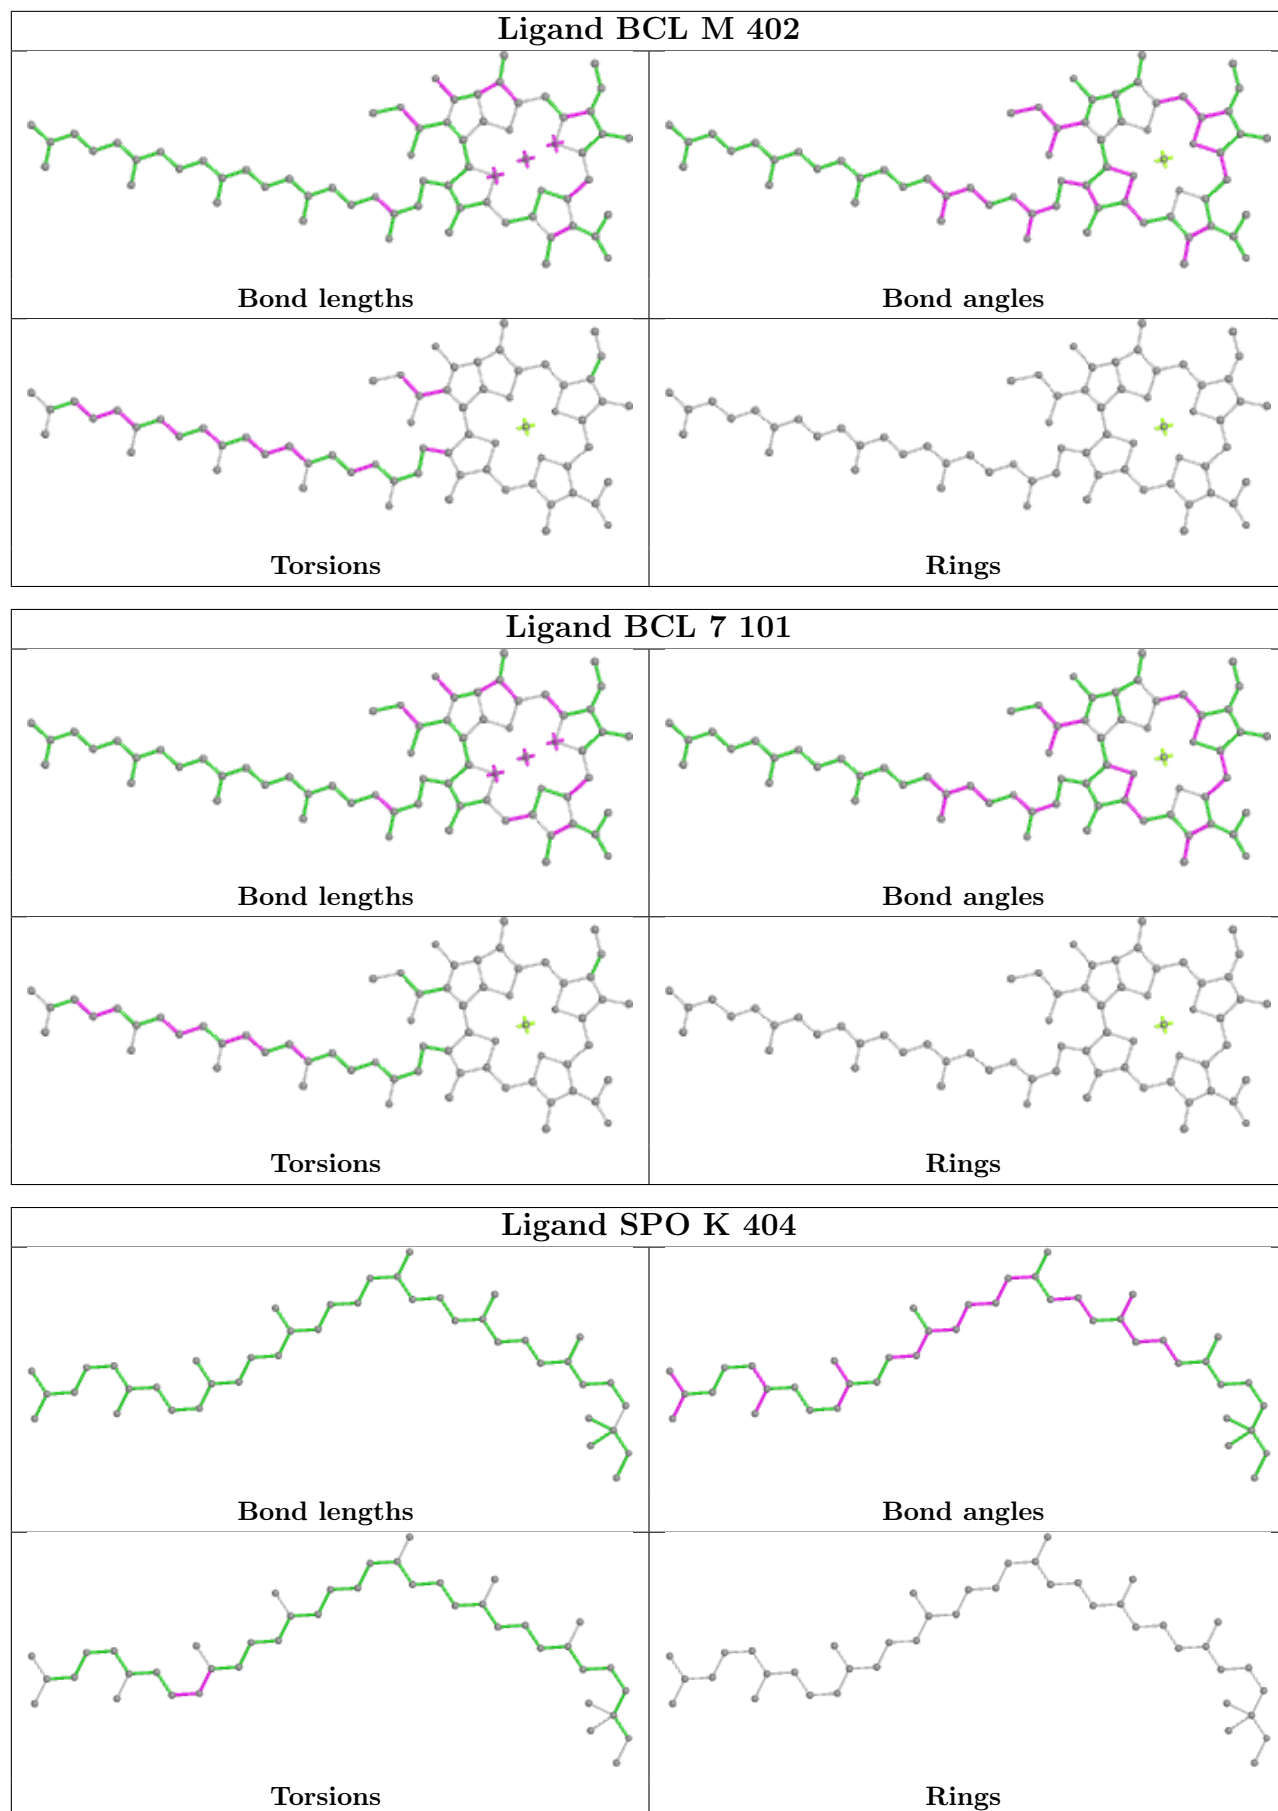 Ligand BCL M 402
Bond lengths
Bond angles
Torsions
Rings
Ligand BCL 7 101
Bond lengths
Bond angles
Torsions
Rings
Ligand SPO K 404
Bond lengths
Bond angles
Torsions
Rings